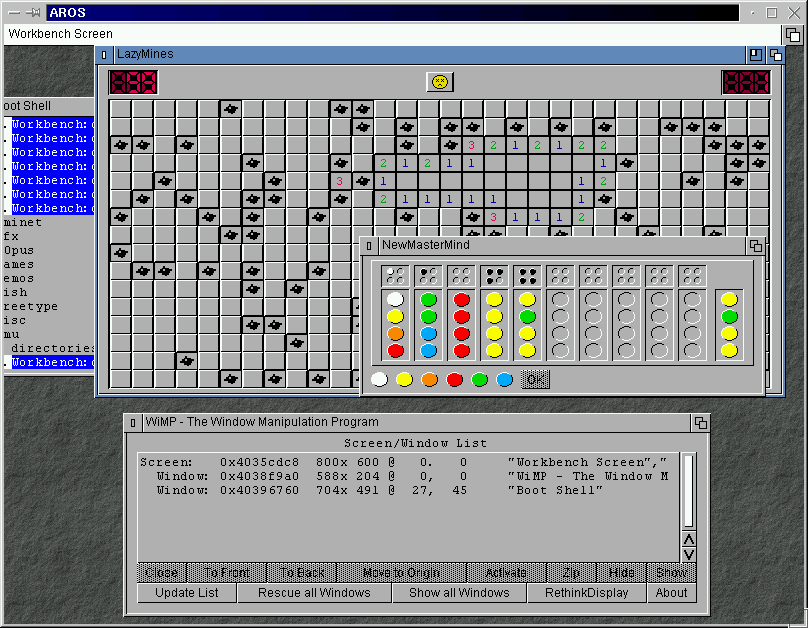 AROS
Workbench Screen
LazyMines
oot Shell
.Workbench:
.Workbench:
.Workbench:
.Workbench:
.Workbench:
.Workbench:
.Workbench:
minet
fx
Opus
ames
emos
ish
reetype
isc
mu
directories
.Workbench:
3 2 1 2 1 2 2
2 1 2 1 1 1
3 1 1 2
2 1 1 1 1 1 1
3 1 1 1 2
NewMasterMind
OK
WiMP - The Window Manipulation Program
Screen/Window List
Screen: 0x4035cdc8 800x 600 @ 0. 0 "Workbench Screen","
Window: 0x4038f9a0 588x 204 @ 0, 0 "WiMP - The Window M
Window: 0x40396760 704x 491 @ 27, 45 "Boot Shell"
Close To Front To Back Move to Origin Activate Zip Hide Show
Update List Rescue all Windows Show all Windows RethinkDisplay About